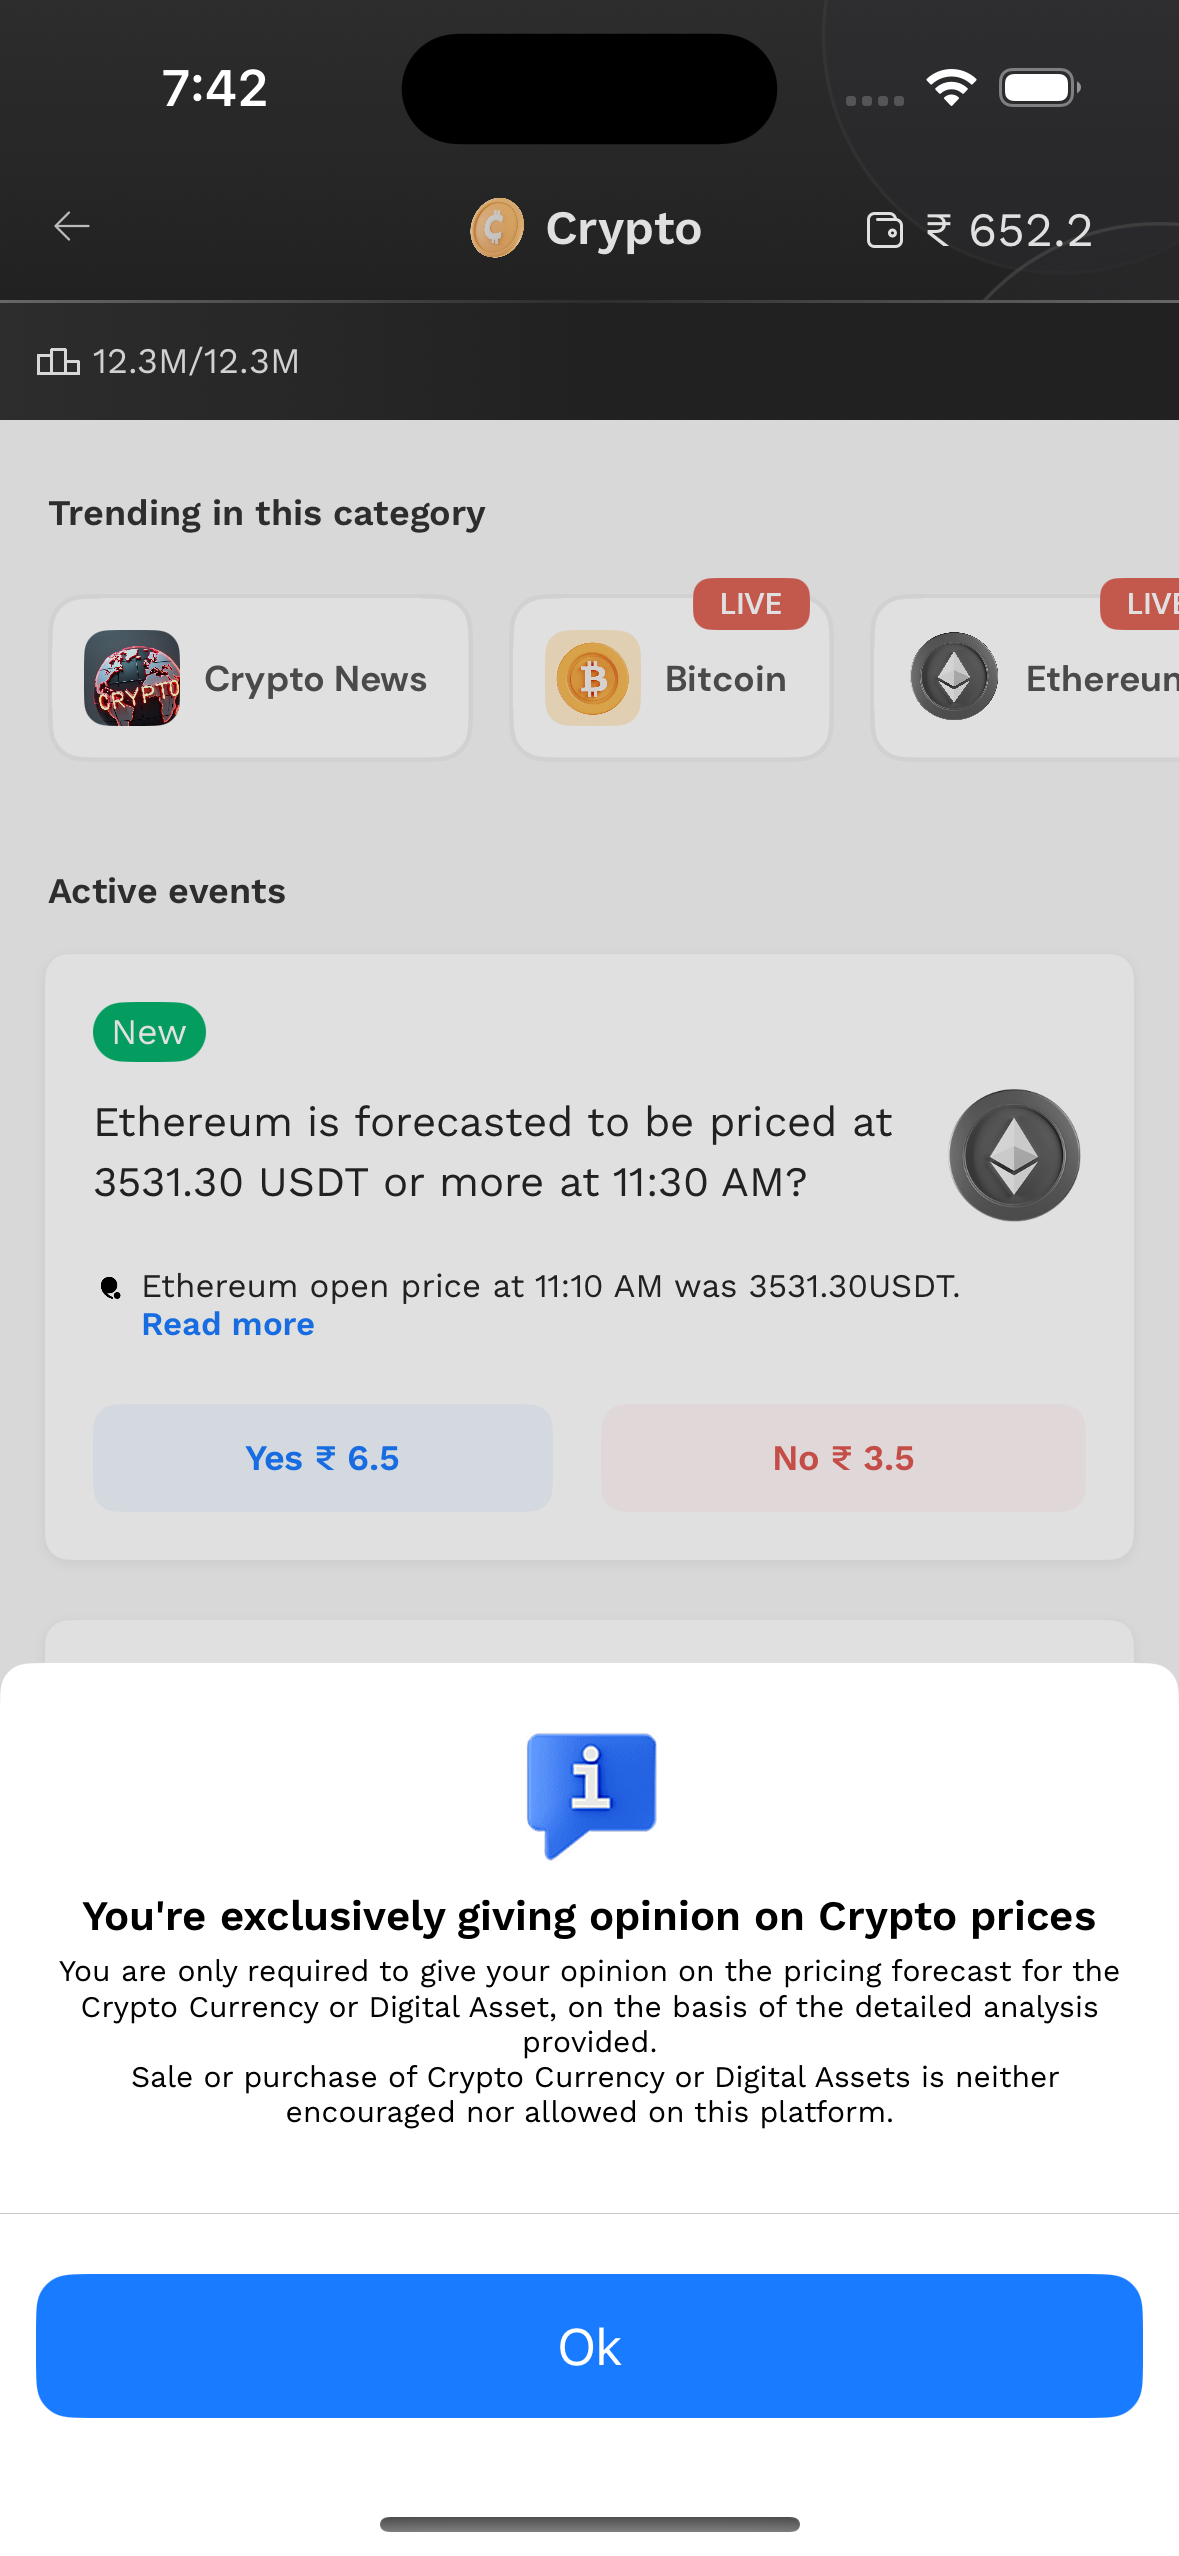 7:42
Crypto
₹ 652.2
12.3M/12.3M
Trending in this category
LIVE
LIVE
CRYPTO
Crypto News
Bitcoin
Ethereum
Active events
New
Ethereum is forecasted to be priced at
3531.30 USDT or more at 11:30 AM?
Ethereum open price at 11:10 AM was 3531.30USDT.
Read more
Yes ₹ 6.5
No ₹ 3.5
You're exclusively giving opinion on Crypto prices
You are only required to give your opinion on the pricing forecast for the
Crypto Currency or Digital Asset, on the basis of the detailed analysis
provided.
Sale or purchase of Crypto Currency or Digital Assets is neither
encouraged nor allowed on this platform.
Ok